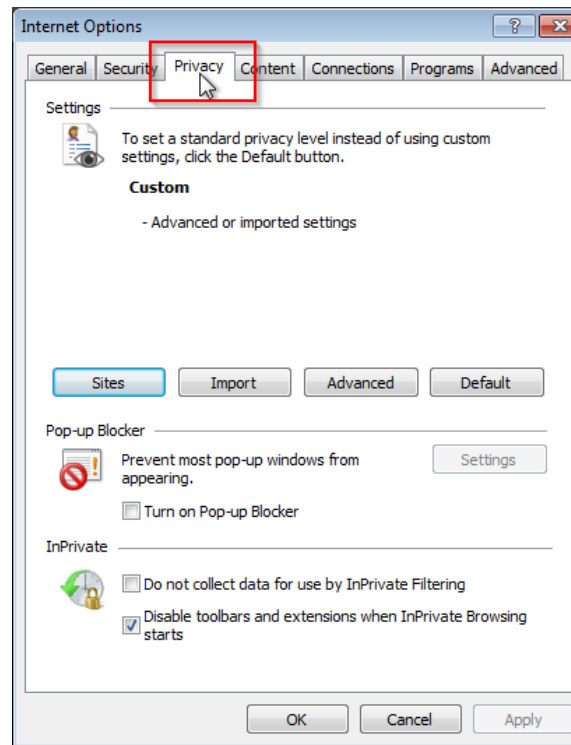 Internet Options
General Security Privacy Content Connections Programs Advanced
Settings
To set a standard privacy level instead of using custom
settings, click the Default button.
Custom
- Advanced or imported settings
Sites Import Advanced Default
Pop-up Blocker
Prevent most pop-up windows from
appearing.
Settings
Turn on Pop-up Blocker
InPrivate
Do not collect data for use by InPrivate Filtering
Disable toolbars and extensions when InPrivate Browsing
starts
OK Cancel Apply